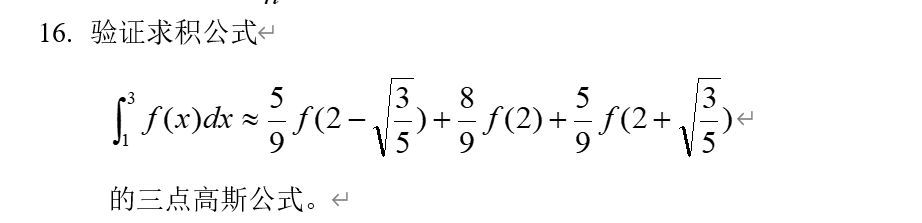 16. 验证求积公式↵
∫₁³ f(x)dx ≈ 5/9 f(2 − √(3/5)) + 8/9 f(2) + 5/9 f(2 + √(3/5))↵
的三点高斯公式。↵